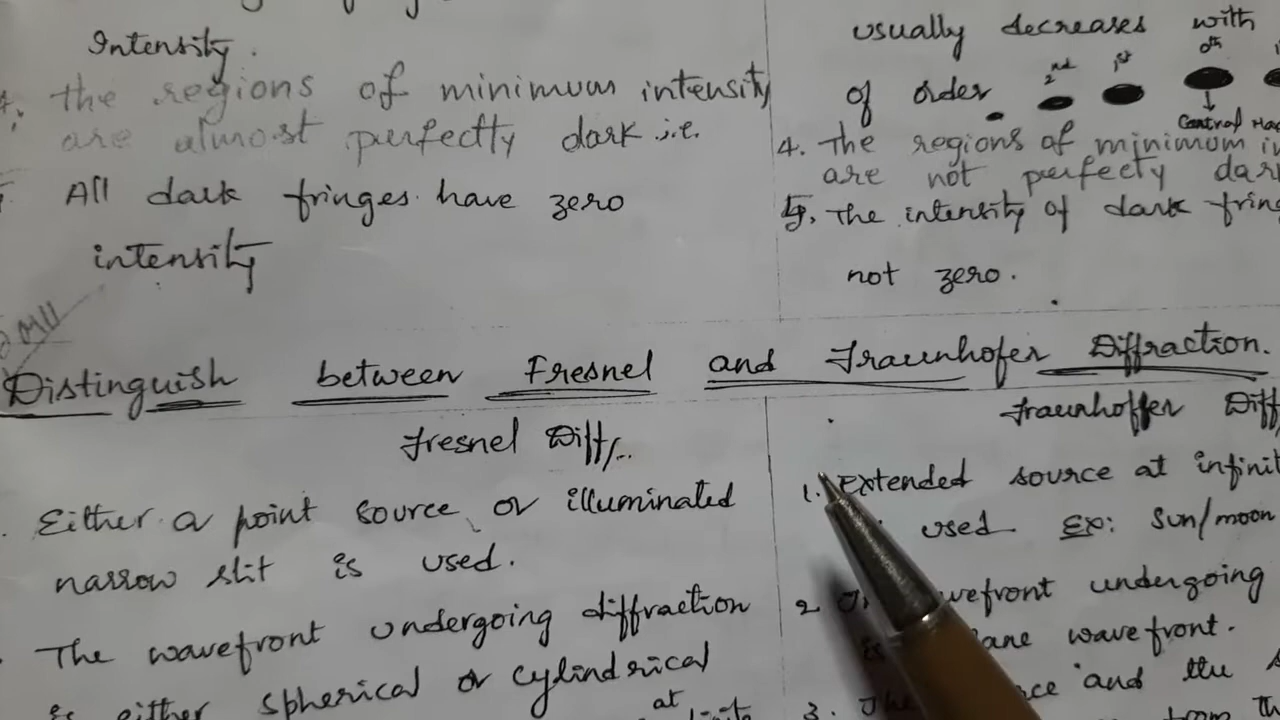 Intensity.
4. The regions of minimum intensity
are almost perfectly dark i.e.
All dark fringes have zero
intensity
usually decreases with
of order 2nd 1st 0th
Central
4. The regions of minimum
are not perfecty
5. The intensity of dark
not zero.
Distinguish between Fresnel and Fraunhofer Diffraction.
Fresnel Diff/..
Either a point source or illuminated
narrow slit is used.
The wavefront undergoing diffraction
is either spherical or cylindrical
at
Fraunhoffer
1. Extended source at
used Ex: Sun/moon
2. undergoing
wavefront.
3. and the
from